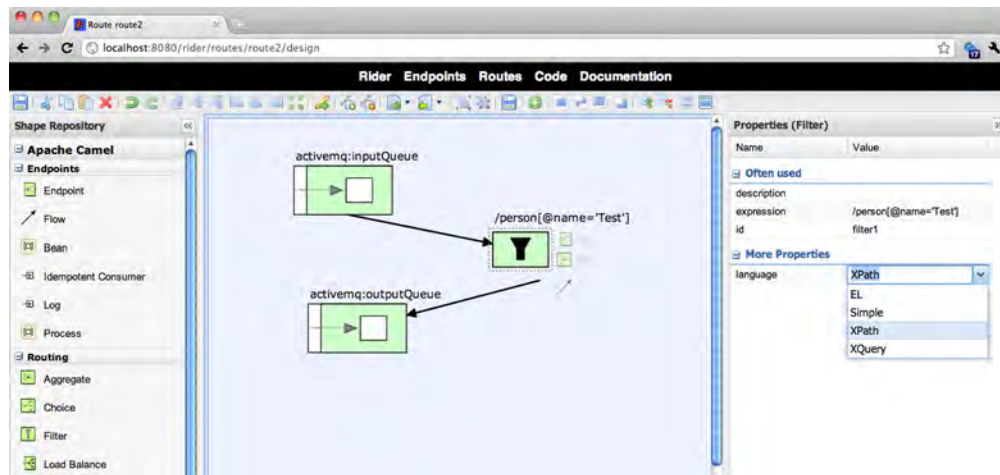 Route route2
localhost:8080/rider/routes/route2/design
17
Rider Endpoints Routes Code Documentation
Shape Repository
Apache Camel
Endpoints
Endpoint
Flow
Bean
Idempotent Consumer
Log
Process
Routing
Aggregate
Choice
Filter
Load Balance
activemq:inputQueue
/person[@name='Test']
activemq:outputQueue
Properties (Filter)
Name Value
Often used
description
expression /person[@name='Test']
id filter1
More Properties
language XPath
EL
Simple
XPath
XQuery